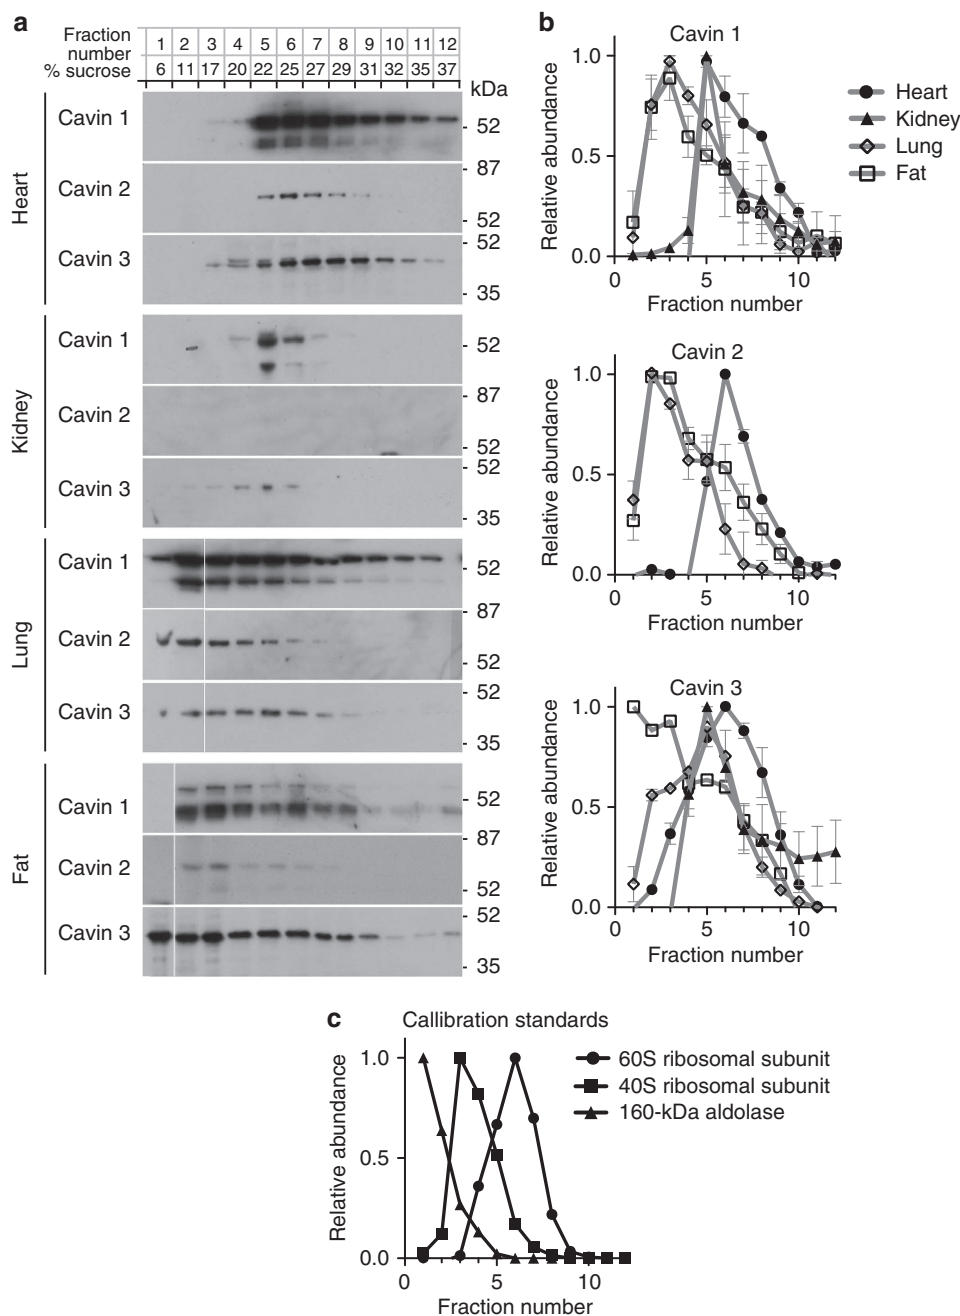 a
Fraction number 1 2 3 4 5 6 7 8 9 10 11 12
% sucrose 6 11 17 20 22 25 27 29 31 32 35 37
kDa
Heart
Cavin 1
52
87
Cavin 2
52
52
Cavin 3
35
Kidney
Cavin 1
52
87
Cavin 2
52
52
Cavin 3
35
Lung
Cavin 1
52
87
Cavin 2
52
52
Cavin 3
35
Fat
Cavin 1
52
87
Cavin 2
52
52
Cavin 3
35
b
Cavin 1
Relative abundance
1.0
0.5
0.0
0 5 10
Fraction number
Heart
Kidney
Lung
Fat
Cavin 2
Relative abundance
1.0
0.5
0.0
0 5 10
Fraction number
Cavin 3
Relative abundance
1.0
0.5
0.0
0 5 10
Fraction number
c
Callibration standards
Relative abundance
1.0
0.5
0.0
0 5 10
Fraction number
60S ribosomal subunit
40S ribosomal subunit
160-kDa aldolase